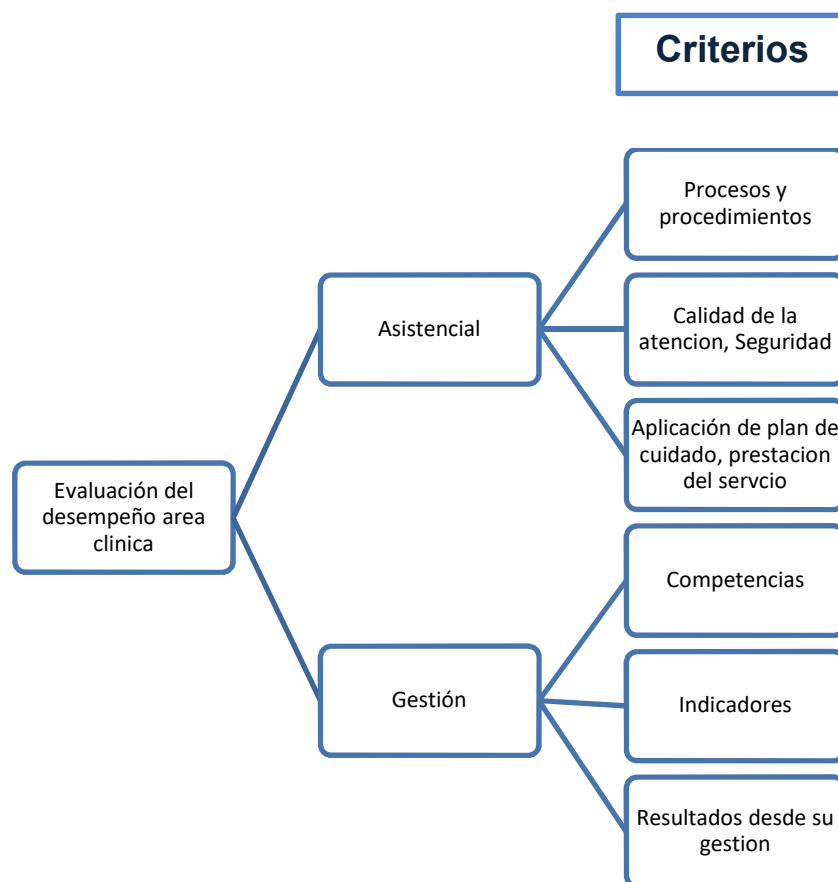 Criterios
Procesos y
procedimientos
Asistencial
Calidad de la
atencion, Seguridad
Aplicación de plan de
cuidado, prestacion
del servcio
Evaluación del
desempeño area
clinica
Competencias
Gestión
Indicadores
Resultados desde su
gestion